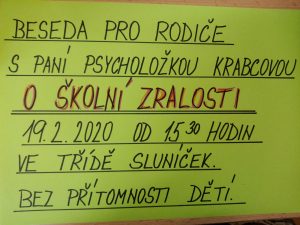 BESEDA PRO RODIČE
S PANÍ PSYCHOLOŽKOU KRABCOVOU
O ŠKOLNÍ ZRALOSTI
19.2.2020 OD 15³⁰ HODIN
VE TŘÍDĚ SLUNÍČEK.
BEZ PŘÍTOMNOSTI DĚTÍ.